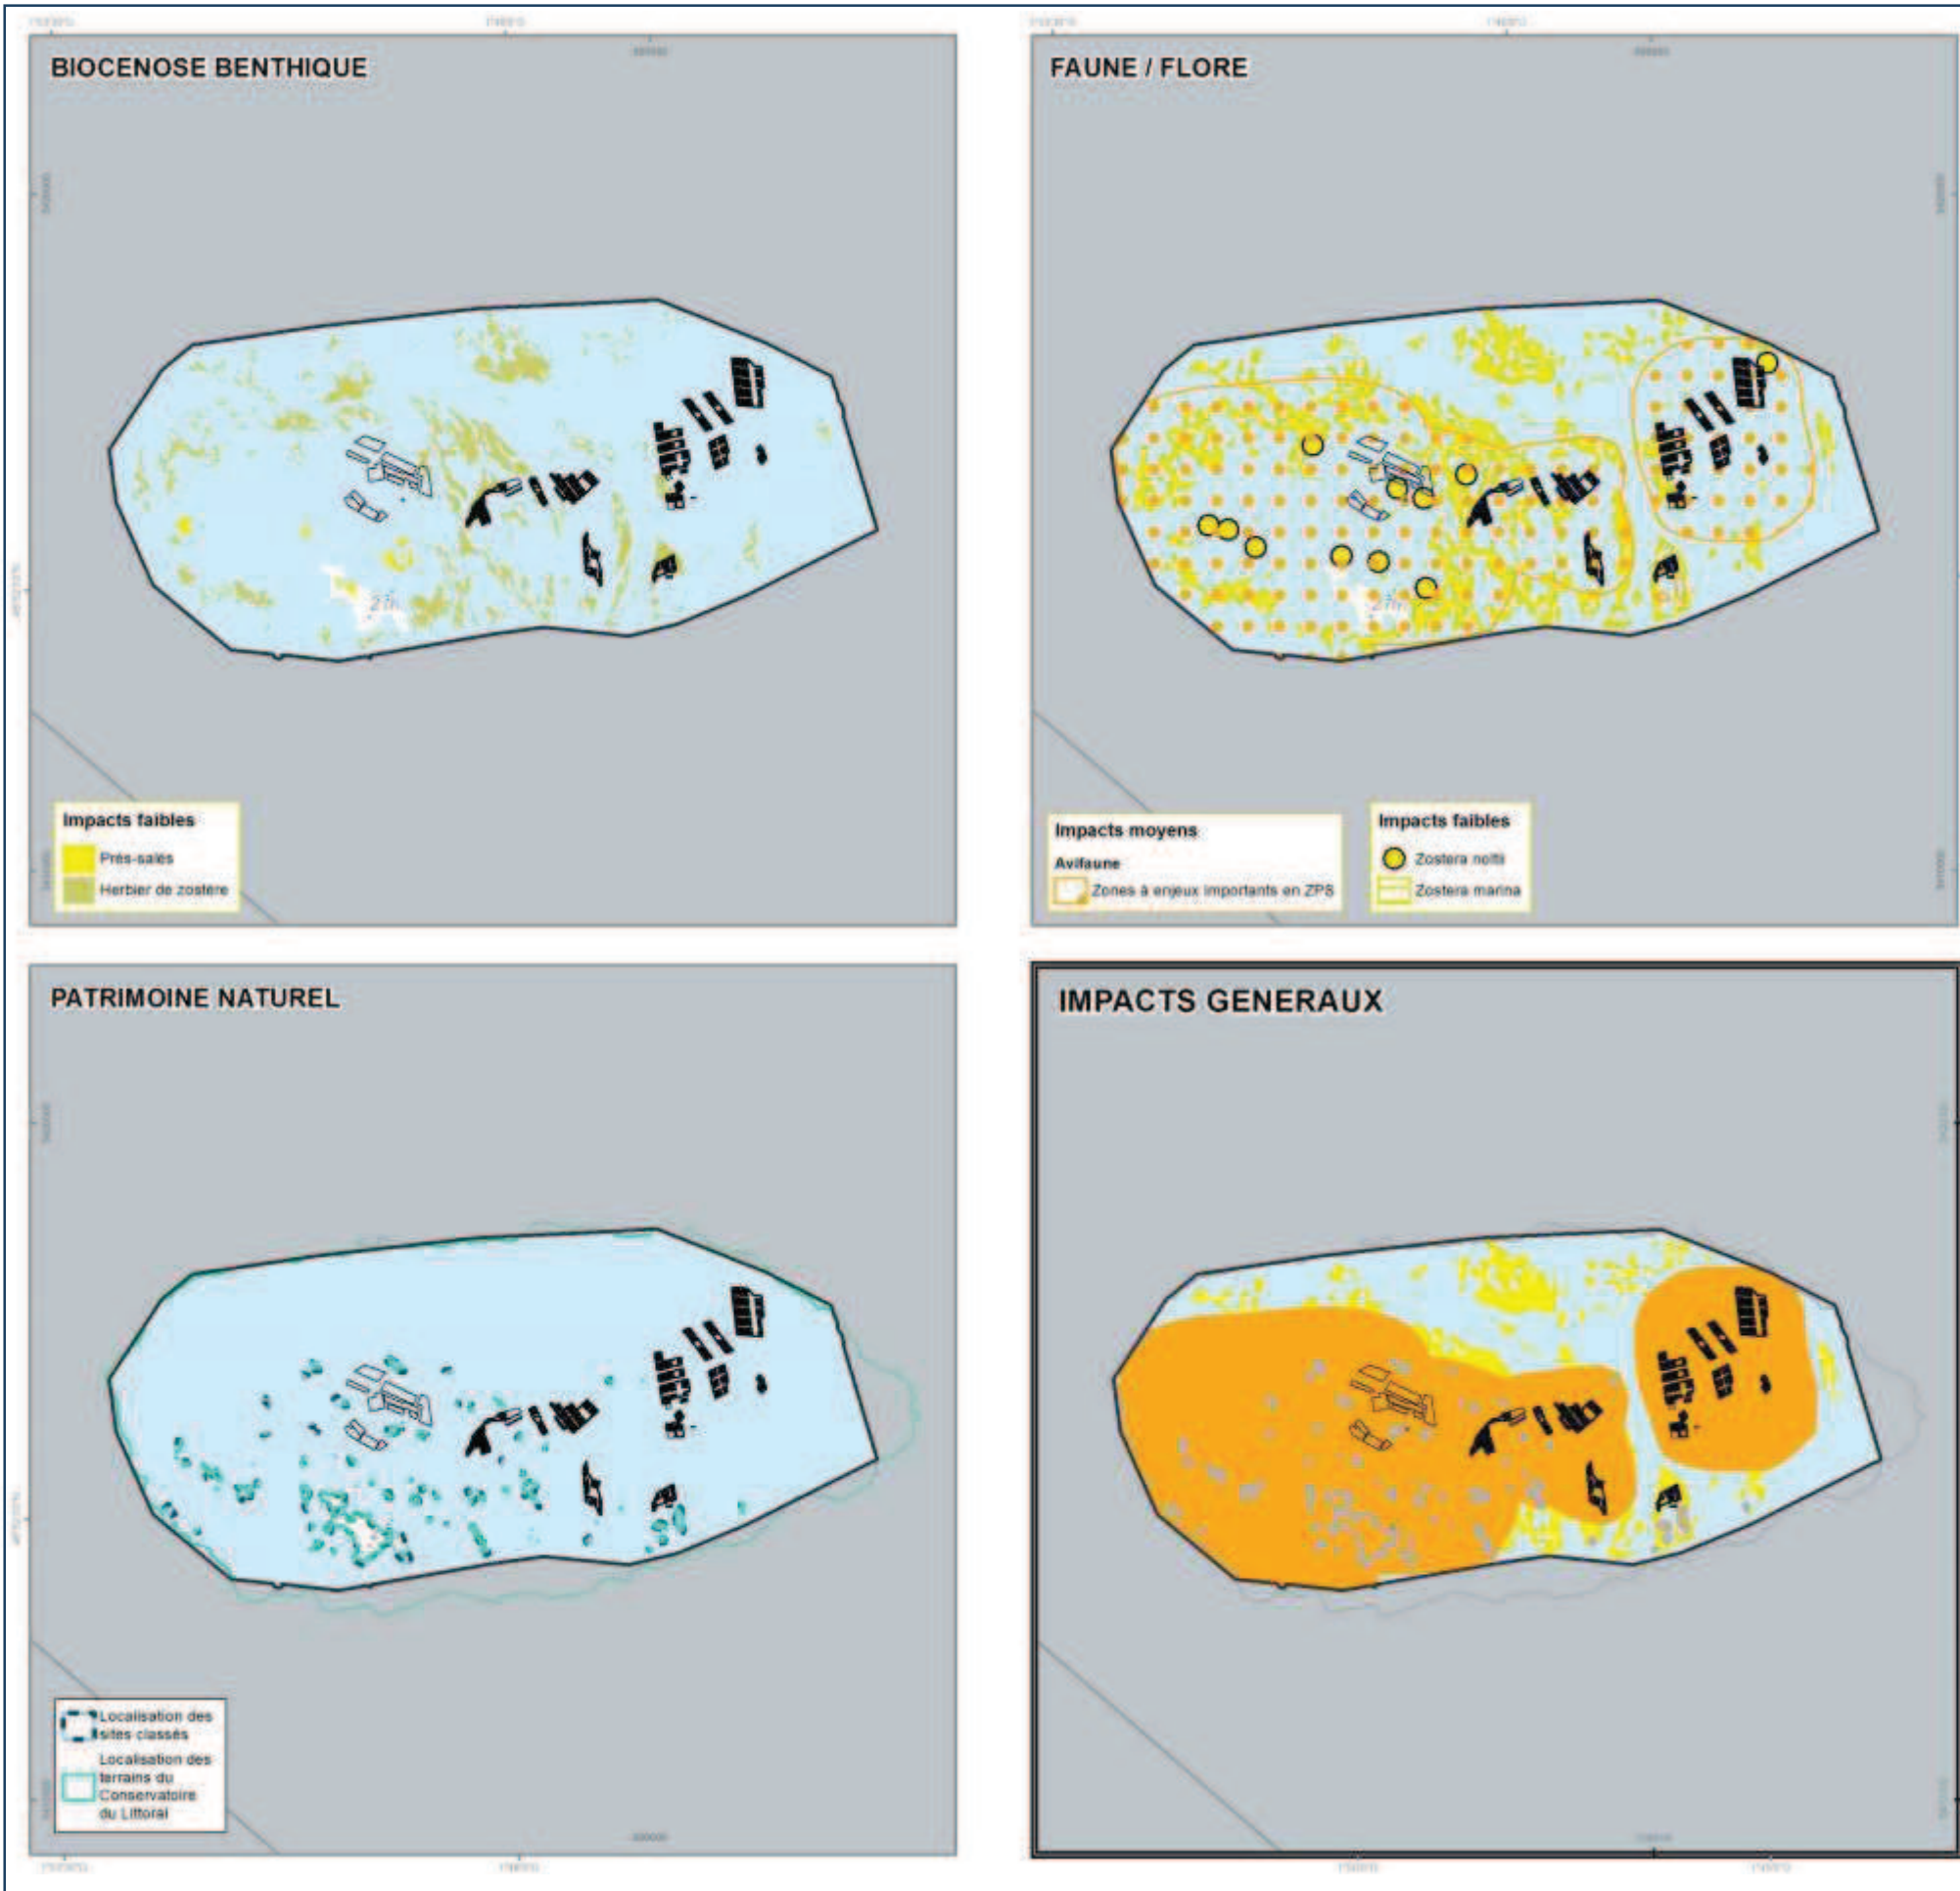 BIOCENOSE BENTHIQUE
2m
Impacts faibles
Prés-salés
Herbier de zostère
FAUNE / FLORE
2m
Impacts moyens
Avifaune
Zones à enjeux importants en ZPS
Impacts faibles
Zostera noltii
Zostera marina
PATRIMOINE NATUREL
Localisation des
sites classés
Localisation des
terrains du
Conservatoire
du Littoral
IMPACTS GENERAUX